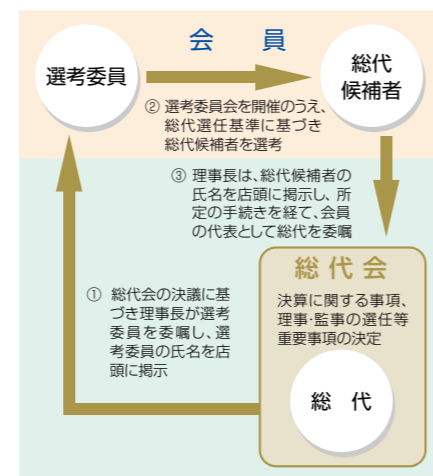 会 員
選考委員
総代
候補者
② 選考委員会を開催のうえ、
総代選任基準に基づき
総代候補者を選考
③ 理事長は、総代候補者の
氏名を店頭に掲示し、所
定の手続きを経て、会員
の代表として総代を委嘱
① 総代会の決議に基
づき理事長が選考
委員を委嘱し、選
考委員の氏名を店
頭に掲示
総代会
決算に関する事項、
理事・監事の選任等
重要事項の決定
総 代